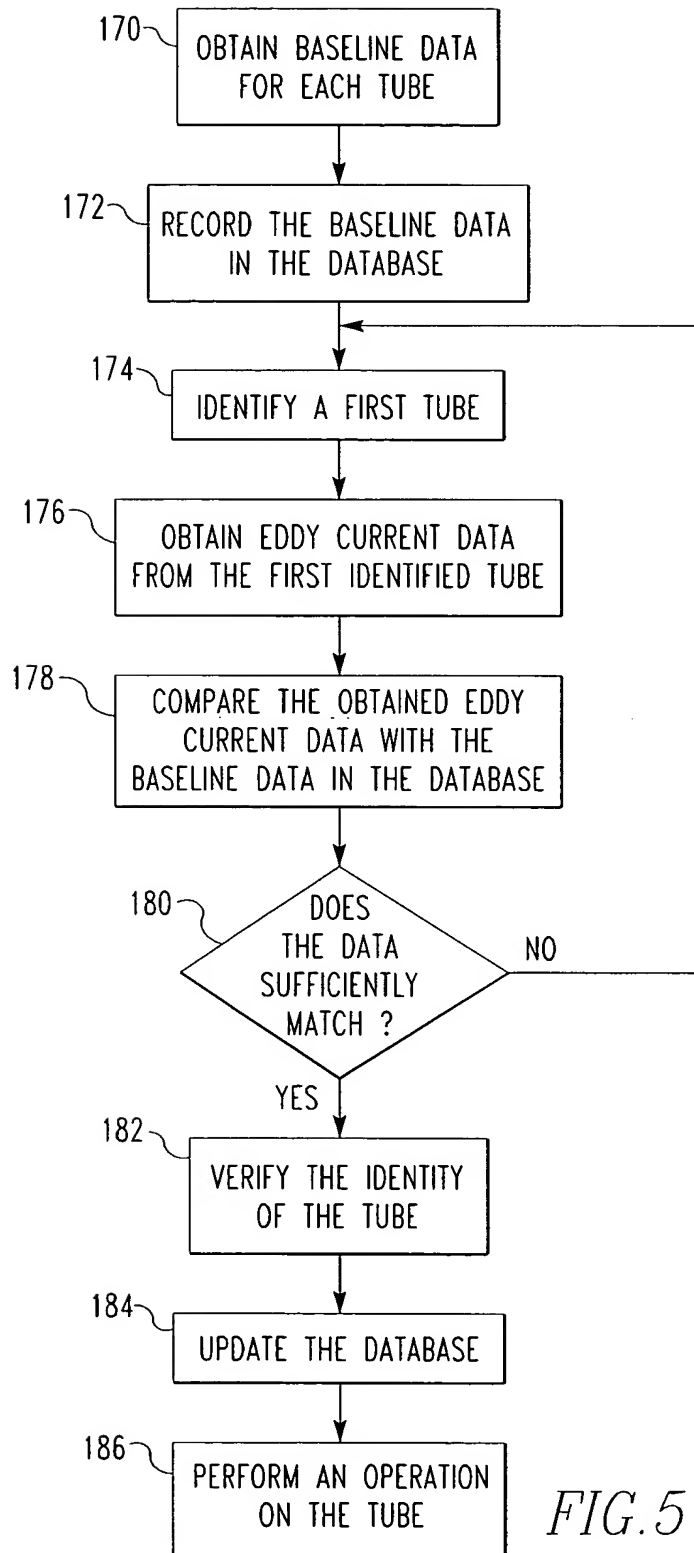 170
OBTAIN BASELINE DATA
FOR EACH TUBE
172
RECORD THE BASELINE DATA
IN THE DATABASE
174
IDENTIFY A FIRST TUBE
176
OBTAIN EDDY CURRENT DATA
FROM THE FIRST IDENTIFIED TUBE
178
COMPARE THE OBTAINED EDDY
CURRENT DATA WITH THE
BASELINE DATA IN THE DATABASE
180
DOES
THE DATA
SUFFICIENTLY
MATCH ?
NO
YES
182
VERIFY THE IDENTITY
OF THE TUBE
184
UPDATE THE DATABASE
186
PERFORM AN OPERATION
ON THE TUBE
FIG.5